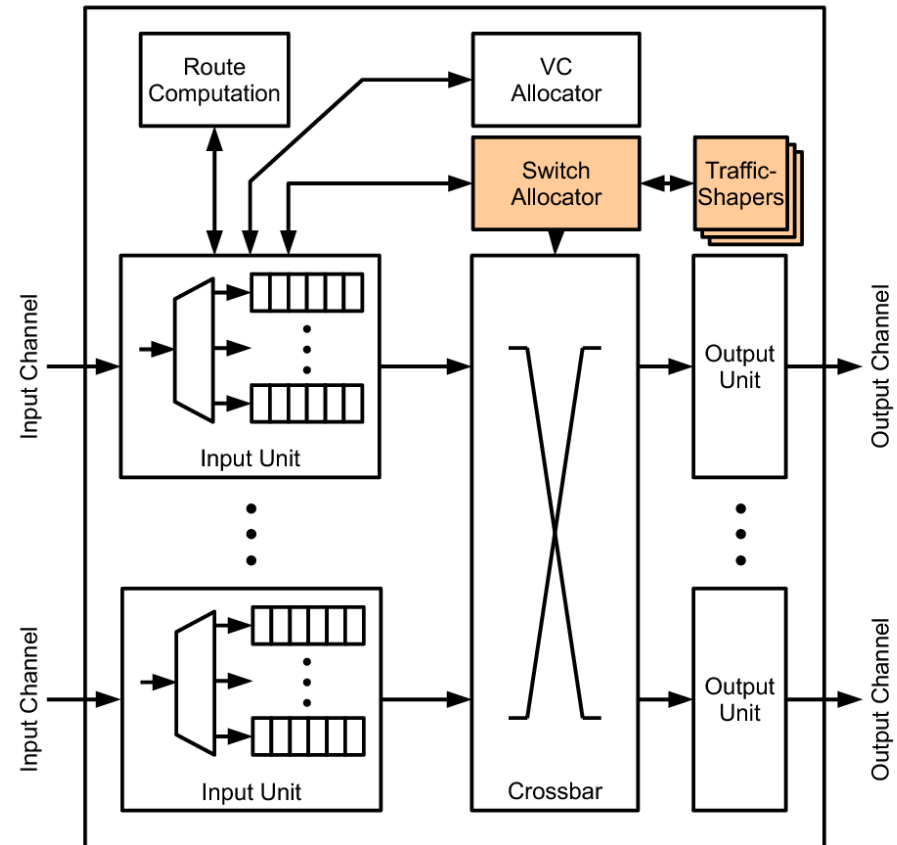 Route
Computation
VC
Allocator
Switch
Allocator
Traffic-
Shapers
Input Channel
Input Unit
Output
Unit
Output Channel
Input Channel
Input Unit
Crossbar
Output
Unit
Output Channel